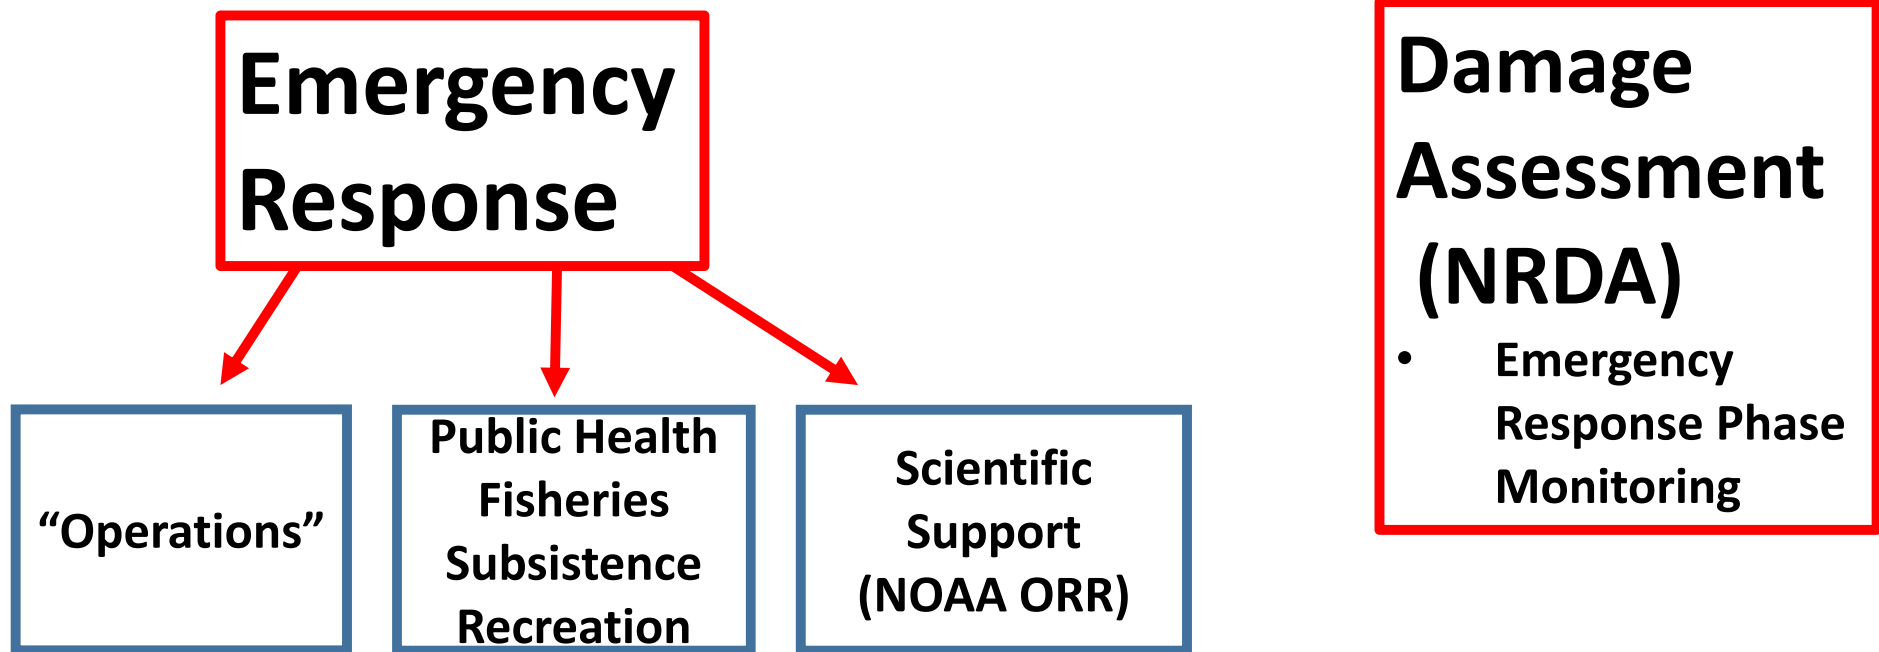 Emergency
Response
Damage
Assessment
(NRDA)
• Emergency
Response Phase
Monitoring
“Operations”
Public Health
Fisheries
Subsistence
Recreation
Scientific
Support
(NOAA ORR)